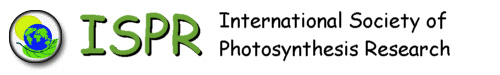 ISPR
International Society of
Photosynthesis Research